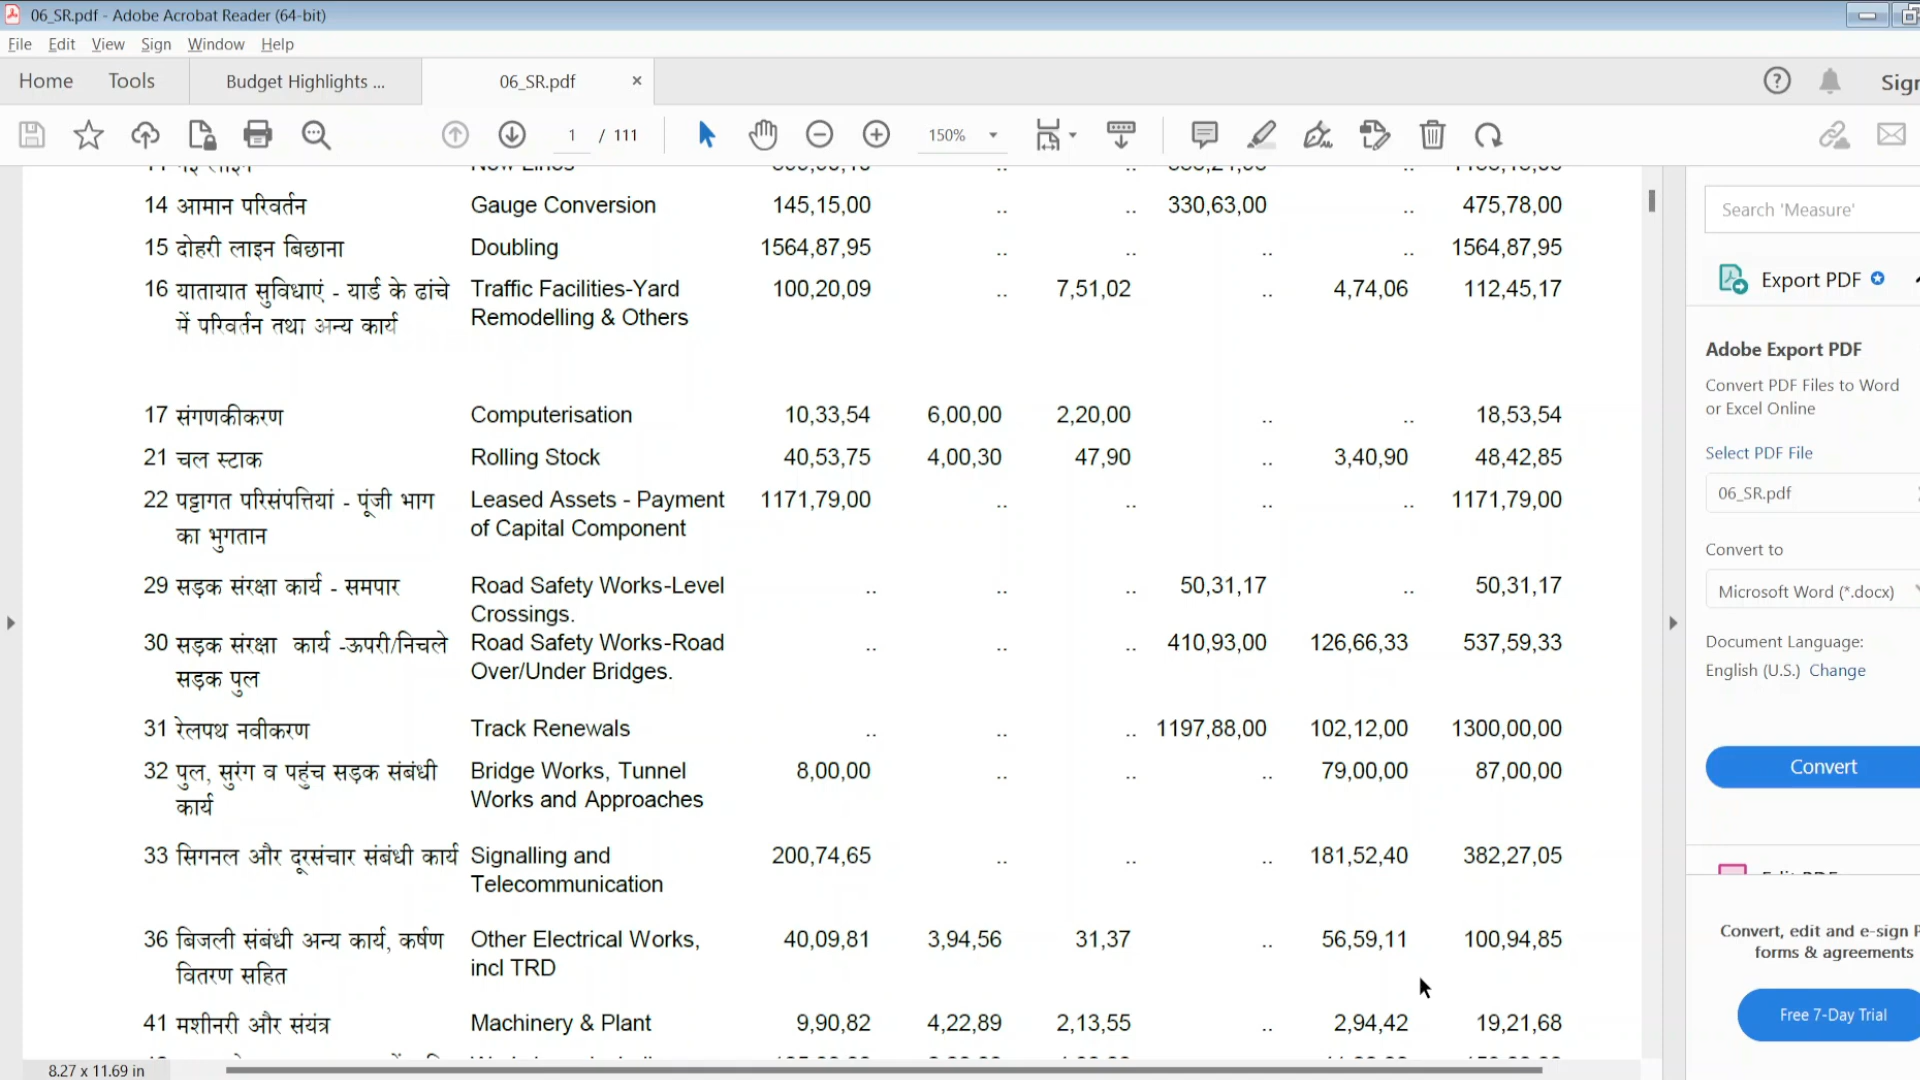 06_SR.pdf - Adobe Acrobat Reader (64-bit)
File Edit View Sign Window Help
Home Tools Budget Highlights ... 06_SR.pdf × ? Sign
1 / 111 150%
14 आमान परिवर्तन Gauge Conversion 145,15,00 .. .. 330,63,00 .. 475,78,00
15 दोहरी लाइन बिछाना Doubling 1564,87,95 .. .. .. .. 1564,87,95
16 यातायात सुविधाएं - यार्ड के ढांचे Traffic Facilities-Yard 100,20,09 .. 7,51,02 .. 4,74,06 112,45,17
में परिवर्तन तथा अन्य कार्य Remodelling & Others
17 संगणकीकरण Computerisation 10,33,54 6,00,00 2,20,00 .. .. 18,53,54
21 चल स्टाक Rolling Stock 40,53,75 4,00,30 47,90 .. 3,40,90 48,42,85
22 पट्टागत परिसंपत्तियां - पूंजी भाग Leased Assets - Payment 1171,79,00 .. .. .. .. 1171,79,00
का भुगतान of Capital Component
29 सड़क संरक्षा कार्य - समपार Road Safety Works-Level .. .. .. 50,31,17 .. 50,31,17
Crossings.
30 सड़क संरक्षा कार्य -ऊपरी/निचले Road Safety Works-Road .. .. .. 410,93,00 126,66,33 537,59,33
सड़क पुल Over/Under Bridges.
31 रेलपथ नवीकरण Track Renewals .. .. .. 1197,88,00 102,12,00 1300,00,00
32 पुल, सुरंग व पहुंच सड़क संबंधी Bridge Works, Tunnel 8,00,00 .. .. .. 79,00,00 87,00,00
कार्य Works and Approaches
33 सिगनल और दूरसंचार संबंधी कार्य Signalling and 200,74,65 .. .. .. 181,52,40 382,27,05
Telecommunication
36 बिजली संबंधी अन्य कार्य, कर्षण Other Electrical Works, 40,09,81 3,94,56 31,37 .. 56,59,11 100,94,85
वितरण सहित incl TRD
41 मशीनरी और संयंत्र Machinery & Plant 9,90,82 4,22,89 2,13,55 .. 2,94,42 19,21,68
8.27 x 11.69 in
Search 'Measure'
Export PDF
Adobe Export PDF
Convert PDF Files to Word
or Excel Online
Select PDF File
06_SR.pdf
Convert to
Microsoft Word (*.docx)
Document Language:
English (U.S.) Change
Convert
Convert, edit and e-sign P
forms & agreements
Free 7-Day Trial